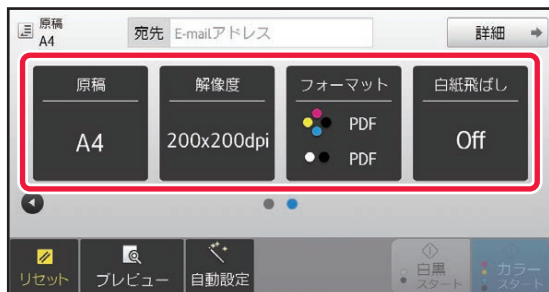 原稿
A4
宛先 E-mailアドレス
詳細
原稿
A4
解像度
200x200dpi
フォーマット
PDF
PDF
白紙飛ばし
Off
リセット
プレビュー
自動設定
白黒
スタート
カラー
スタート